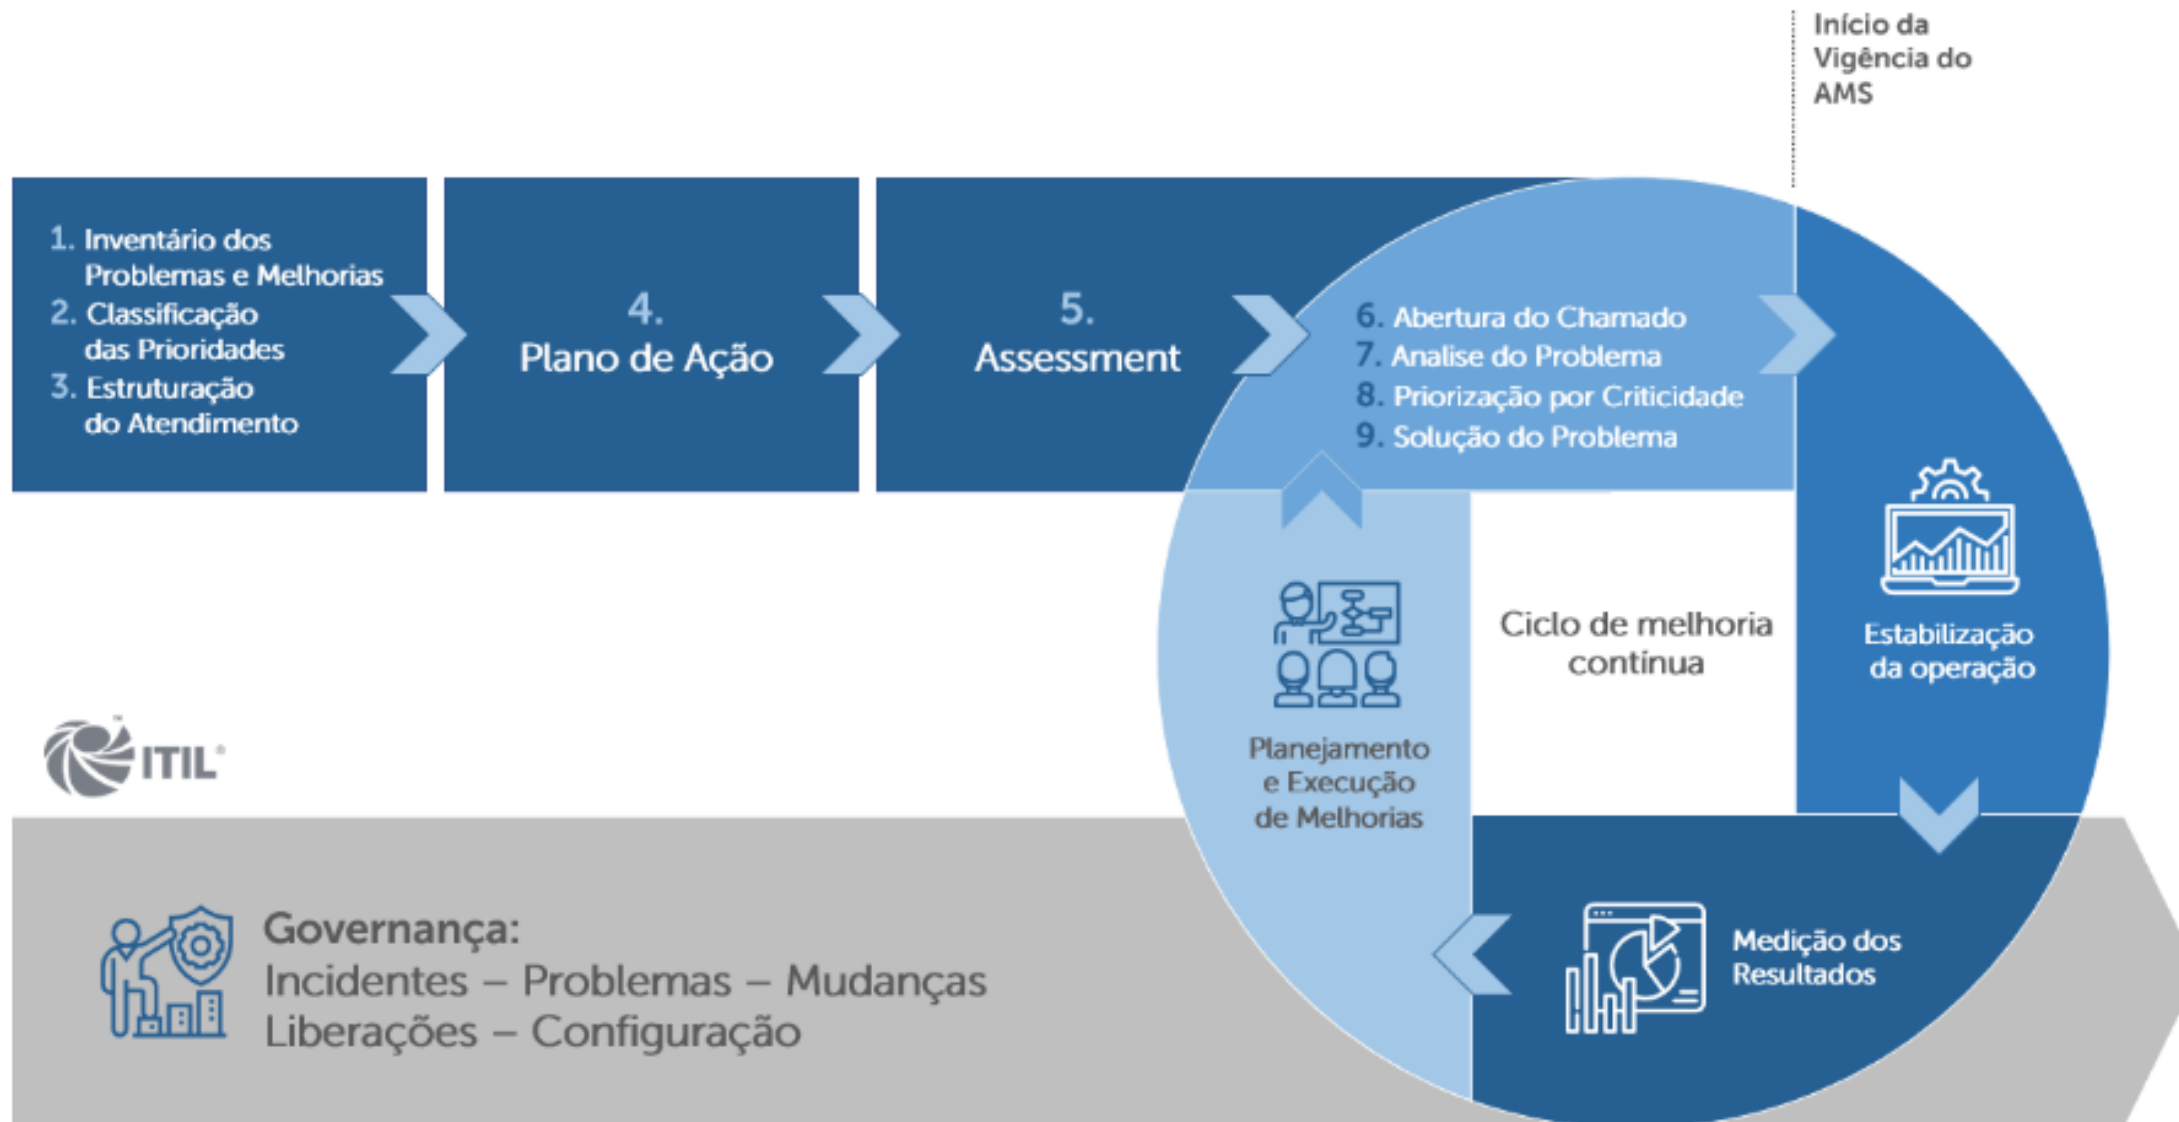 Início da
Vigência do
AMS
1. Inventário dos
Problemas e Melhorias
2. Classificação
das Prioridades
3. Estruturação
do Atendimento
4.
Plano de Ação
5.
Assessment
6. Abertura do Chamado
7. Analise do Problema
8. Priorização por Criticidade
9. Solução do Problema
Estabilização
da operação
Ciclo de melhoria
contínua
Planejamento
e Execução
de Melhorias
Medição dos
Resultados
ITIL®
Governança:
Incidentes – Problemas – Mudanças
Liberações – Configuração